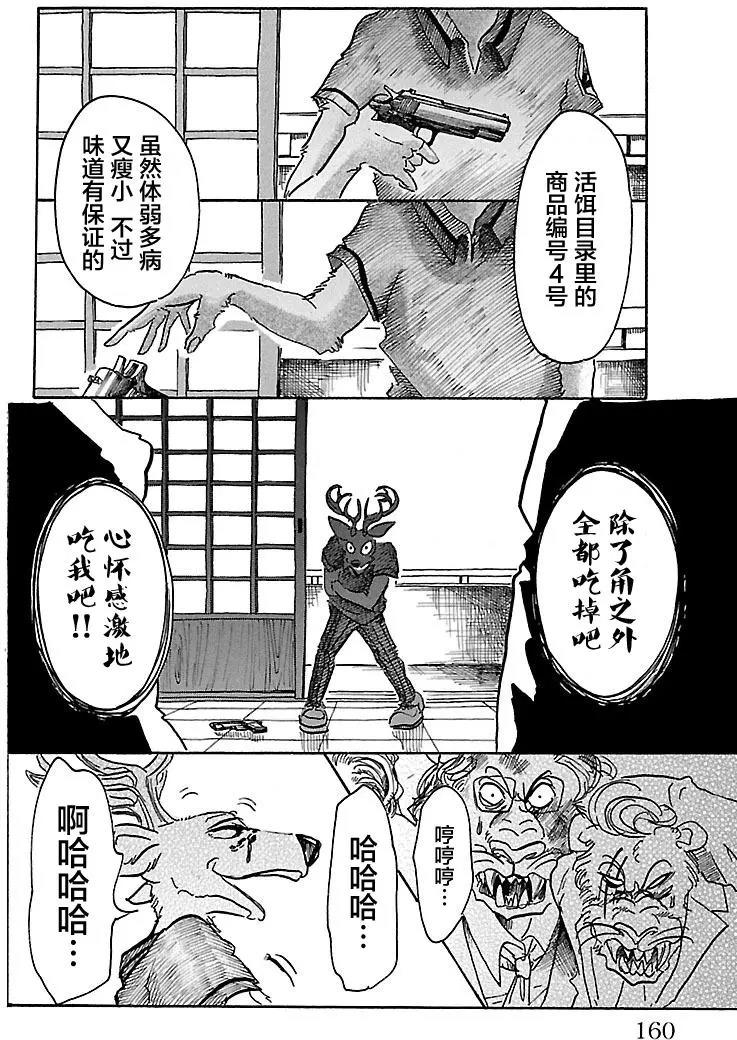 活饵目录里的
商品编号4号
虽然体弱多病
又瘦小 不过
味道有保证的
除了角之外
全都吃掉吧
心怀感激地
吃我吧!!
哼哼哼…
哈哈哈…
啊哈哈哈…
160